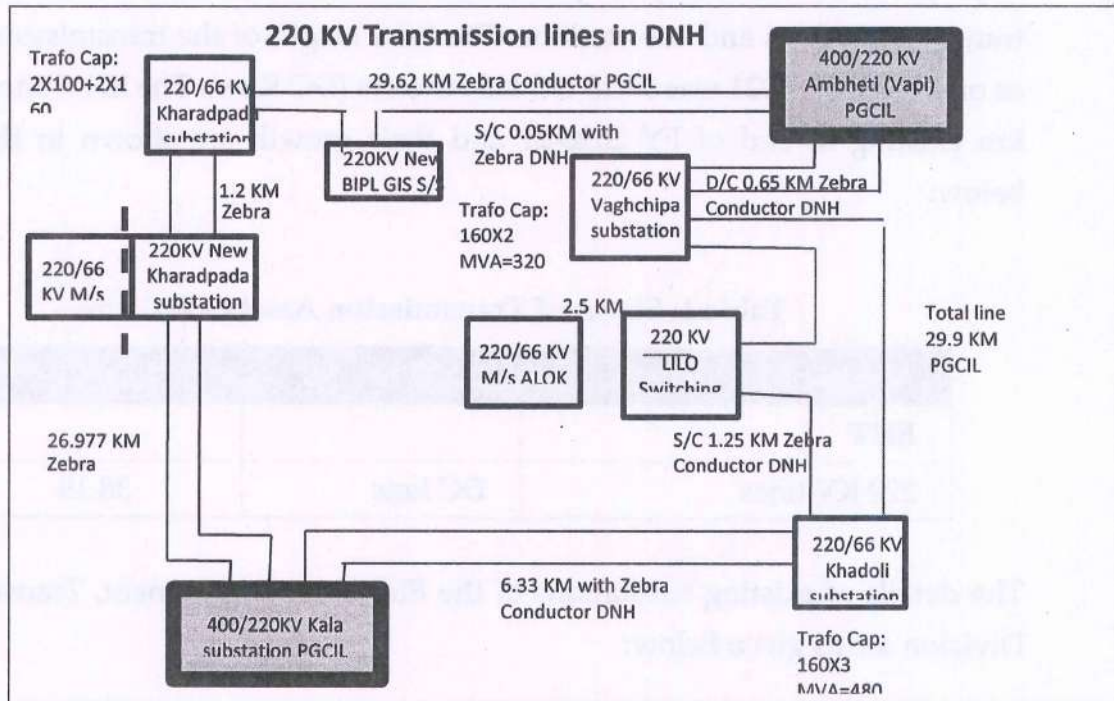 220 KV Transmission lines in DNH
Trafo Cap:
2X100+2X1
60
220/66 KV
Kharadpada
substation
29.62 KM Zebra Conductor PGCIL
400/220 KV
Ambheti (Vapi)
PGCIL
S/C 0.05KM with
Zebra DNH
220KV New
BIPL GIS S/S
1.2 KM
Zebra
220/66 KV
Vaghchipa
substation
D/C 0.65 KM Zebra
Conductor DNH
Trafo Cap:
160X2
MVA=320
220/66
KV M/s
220KV New
Kharadpada
substation
2.5 KM
220/66 KV
M/s ALOK
220 KV
LILO
Switching
Total line
29.9 KM
PGCIL
26.977 KM
Zebra
S/C 1.25 KM Zebra
Conductor DNH
220/66 KV
Khadoli
substation
6.33 KM with Zebra
Conductor DNH
400/220KV Kala
substation PGCIL
Trafo Cap:
160X3
MVA=480